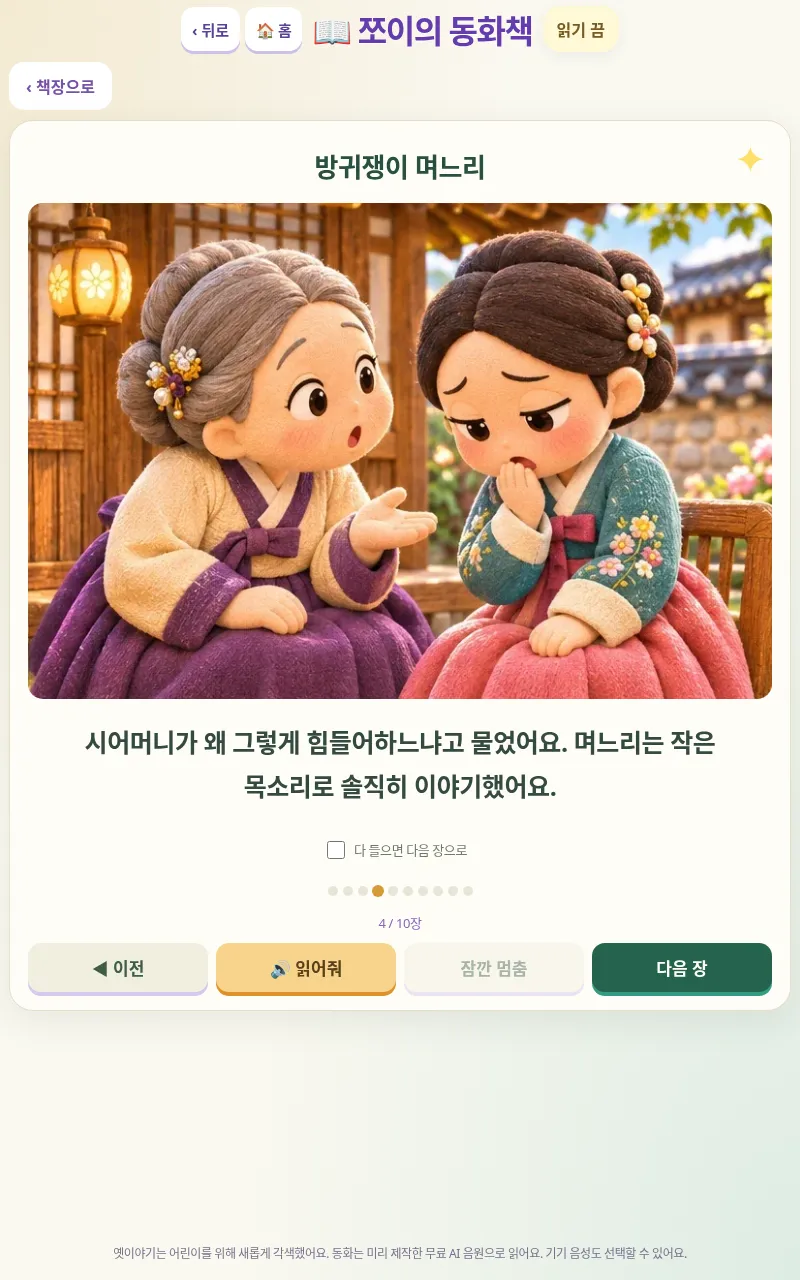 ‹ 뒤로
🏠 홈
📖 쪼이의 동화책
읽기 끝
‹ 책장으로
방귀쟁이 며느리
시어머니가 왜 그렇게 힘들어하느냐고 물었어요. 며느리는 작은
목소리로 솔직히 이야기했어요.
다 들으면 다음 장으로
4 / 10장
◀ 이전
🔊 읽어줘
잠깐 멈춤
다음 장
옛이야기는 어린이를 위해 새롭게 각색했어요. 동화는 미리 제작한 무료 AI 음원으로 읽어요. 기기 음성도 선택할 수 있어요.